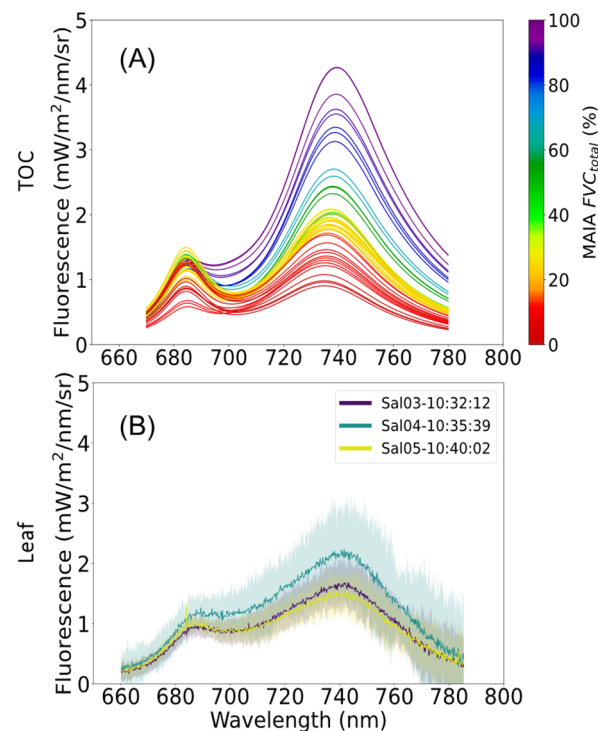 (A)
TOC
Fluorescence (mW/m²/nm/sr)
5
4
3
2
1
0
660 680 700 720 740 760 780 800
100
80
60
40
20
0
MAIA FVC_total (%)
(B)
Leaf
Fluorescence (mW/m²/nm/sr)
5
4
3
2
1
0
Sal03-10:32:12
Sal04-10:35:39
Sal05-10:40:02
660 680 700 720 740 760 780 800
Wavelength (nm)